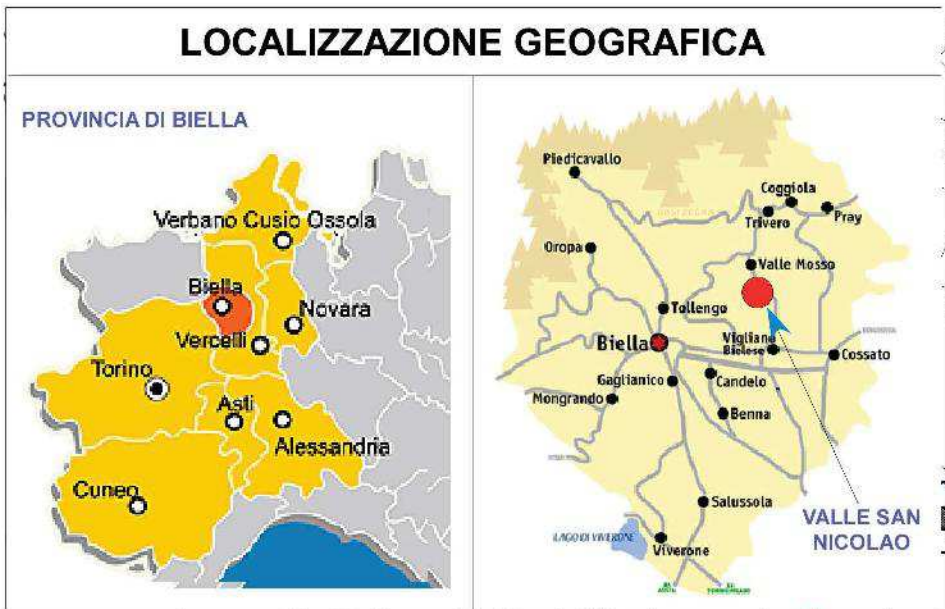 LOCALIZZAZIONE GEOGRAFICA
PROVINCIA DI BIELLA
Verbano Cusio Ossola
Biella
Novara
Vercelli
Torino
Asti
Alessandria
Cuneo
Piedicavallo
Coggiola
Trivero
Pray
Oropa
Valle Mosso
Tollengo
Biella
Vigliano
Bielese
Cossato
Gaglianico
Candelo
Mongrando
Benna
Salussola
VALLE SAN
NICOLAO
LAGO DI VIVERONE
Viverone